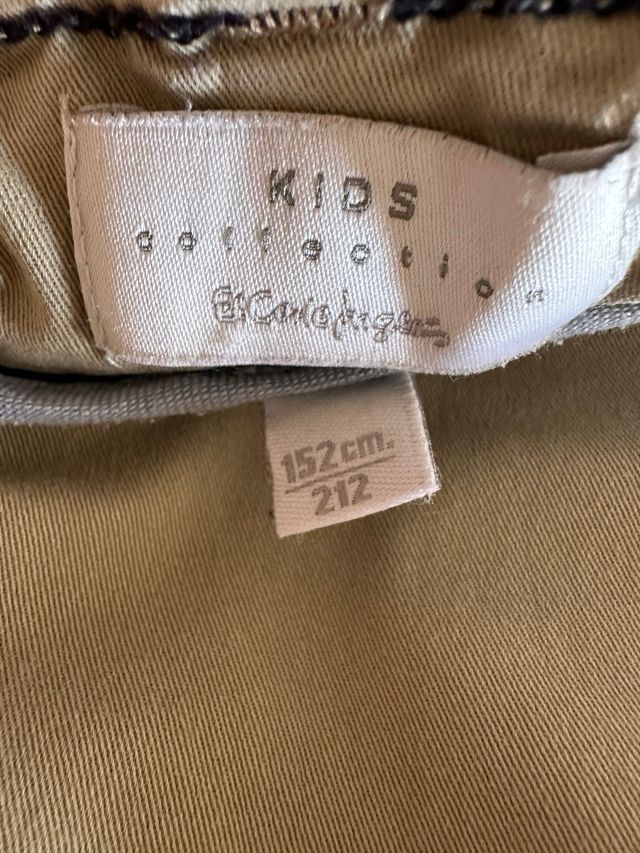 KIDS
collection
El Corte Inglés
152 cm.
212